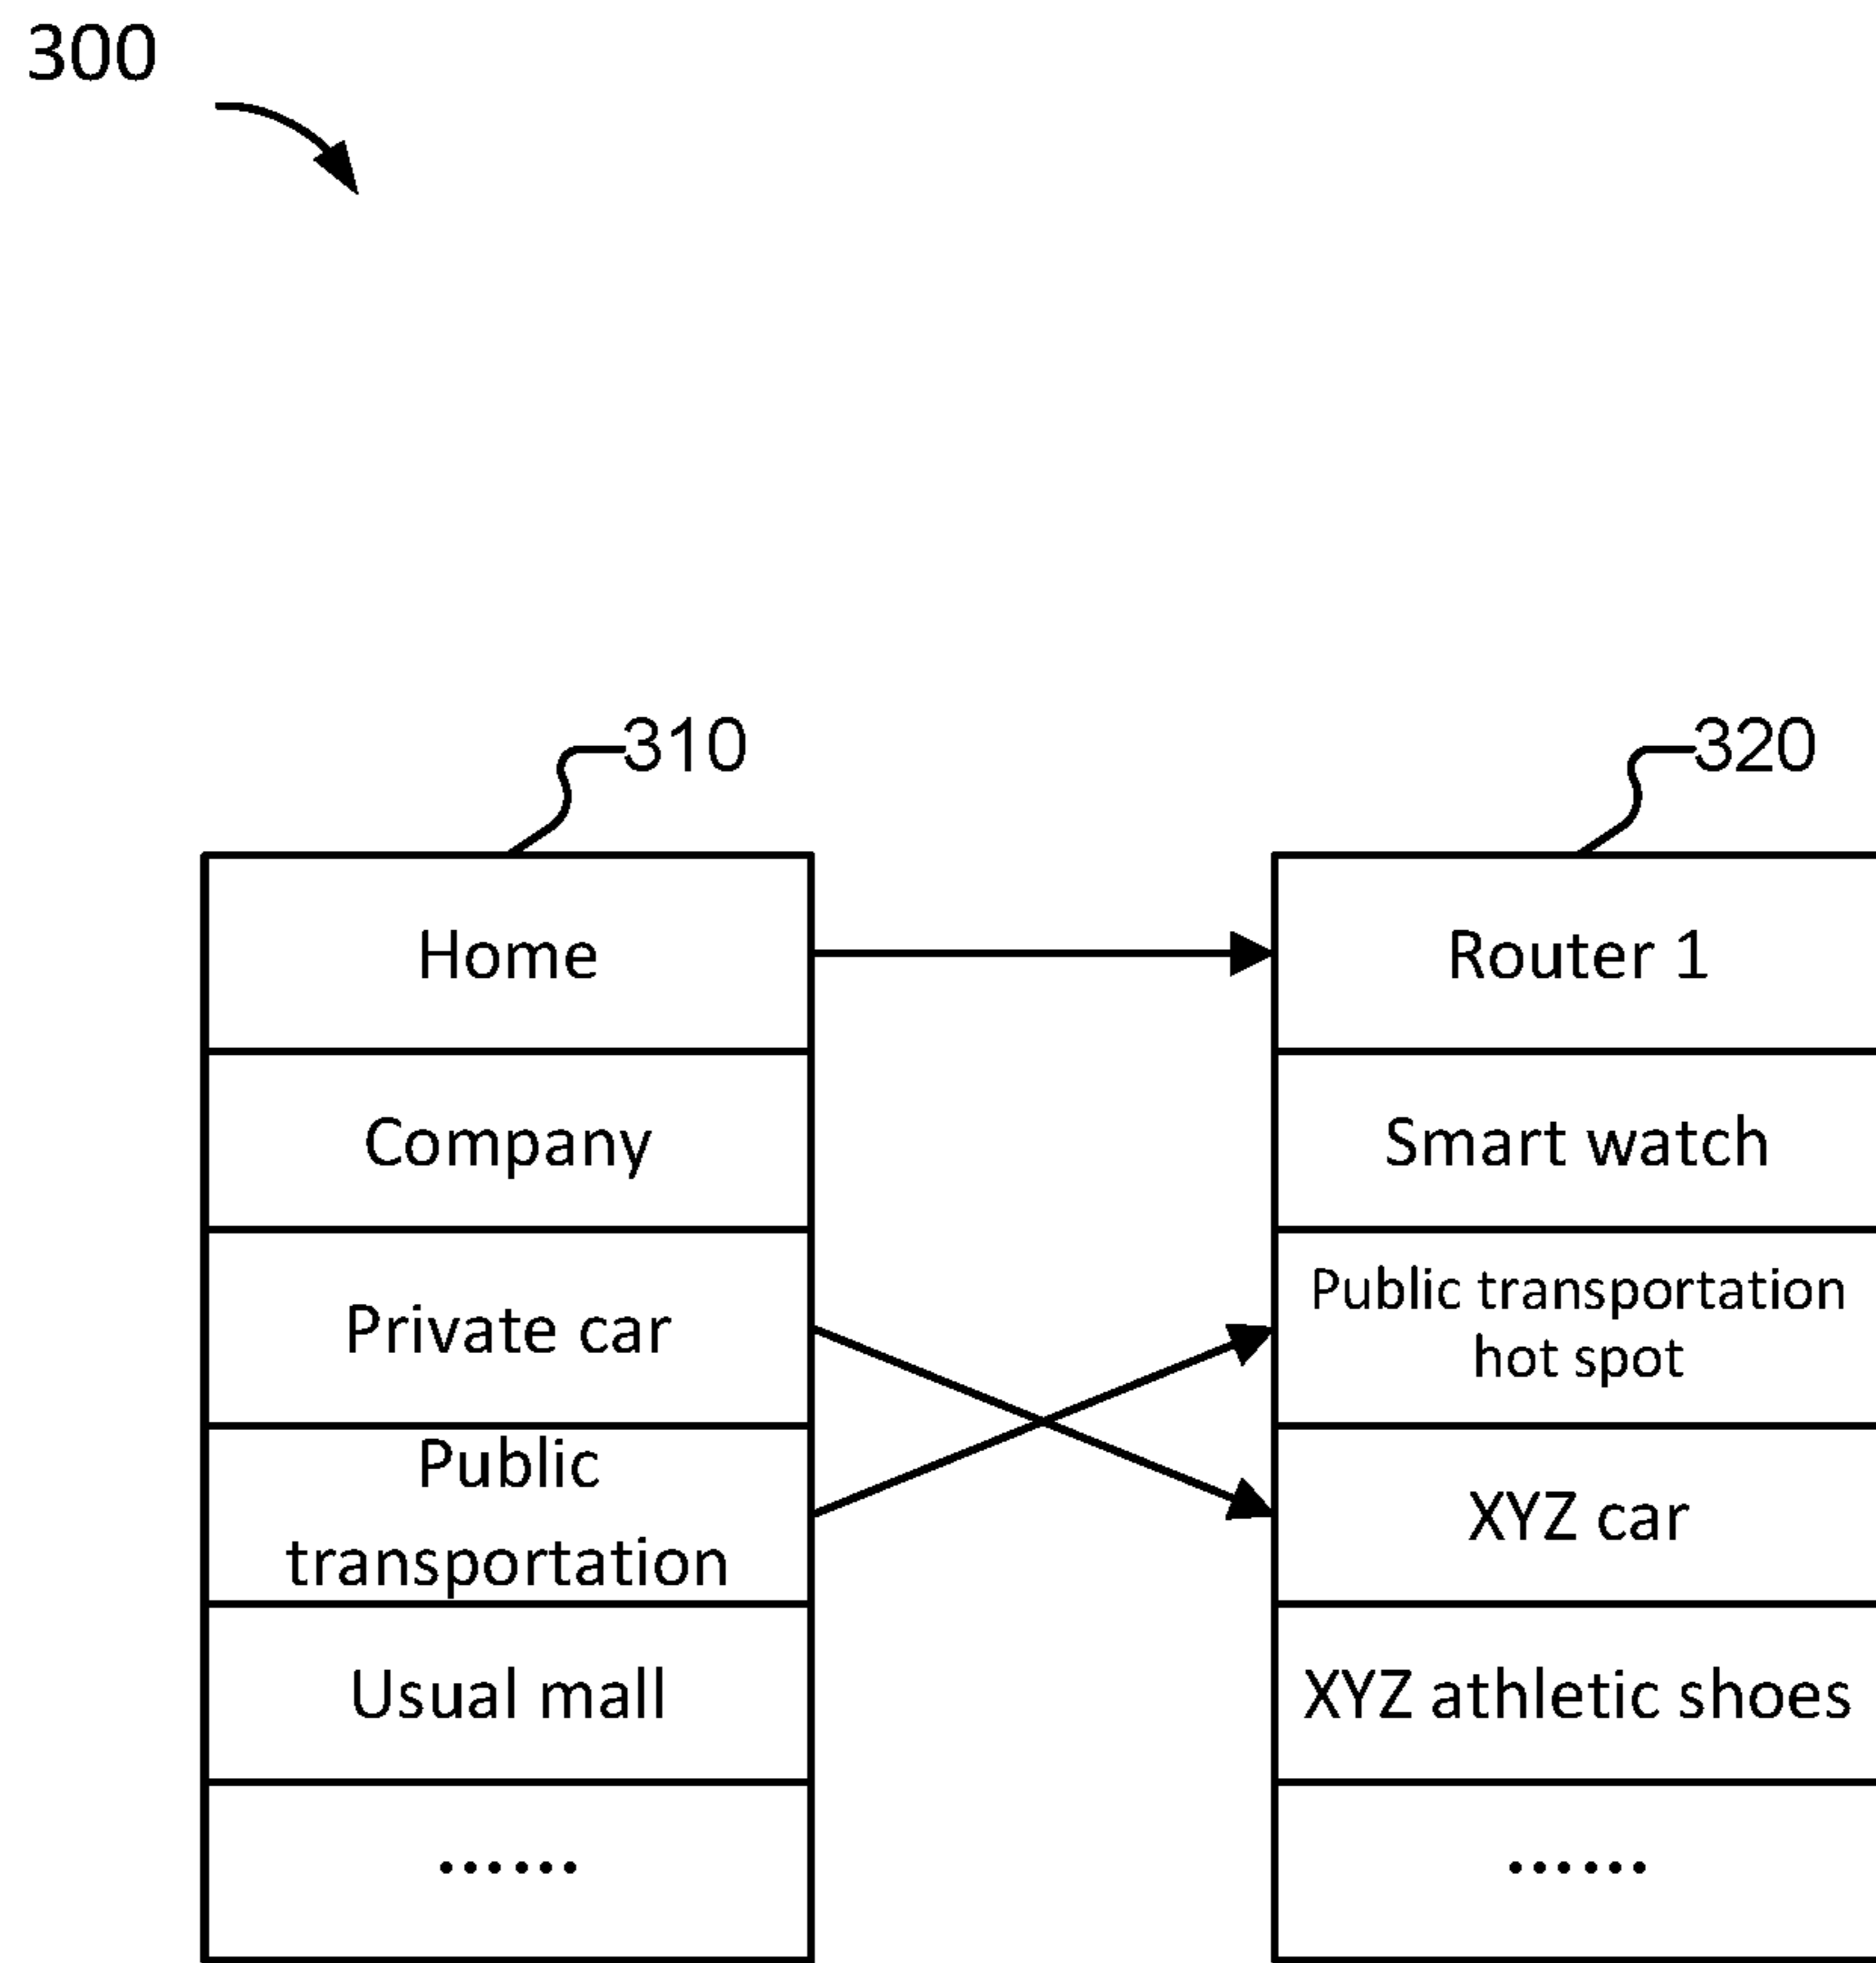 300
310
320
Home
Company
Private car
Public
transportation
Usual mall
......
Router 1
Smart watch
Public transportation
hot spot
XYZ car
XYZ athletic shoes
......